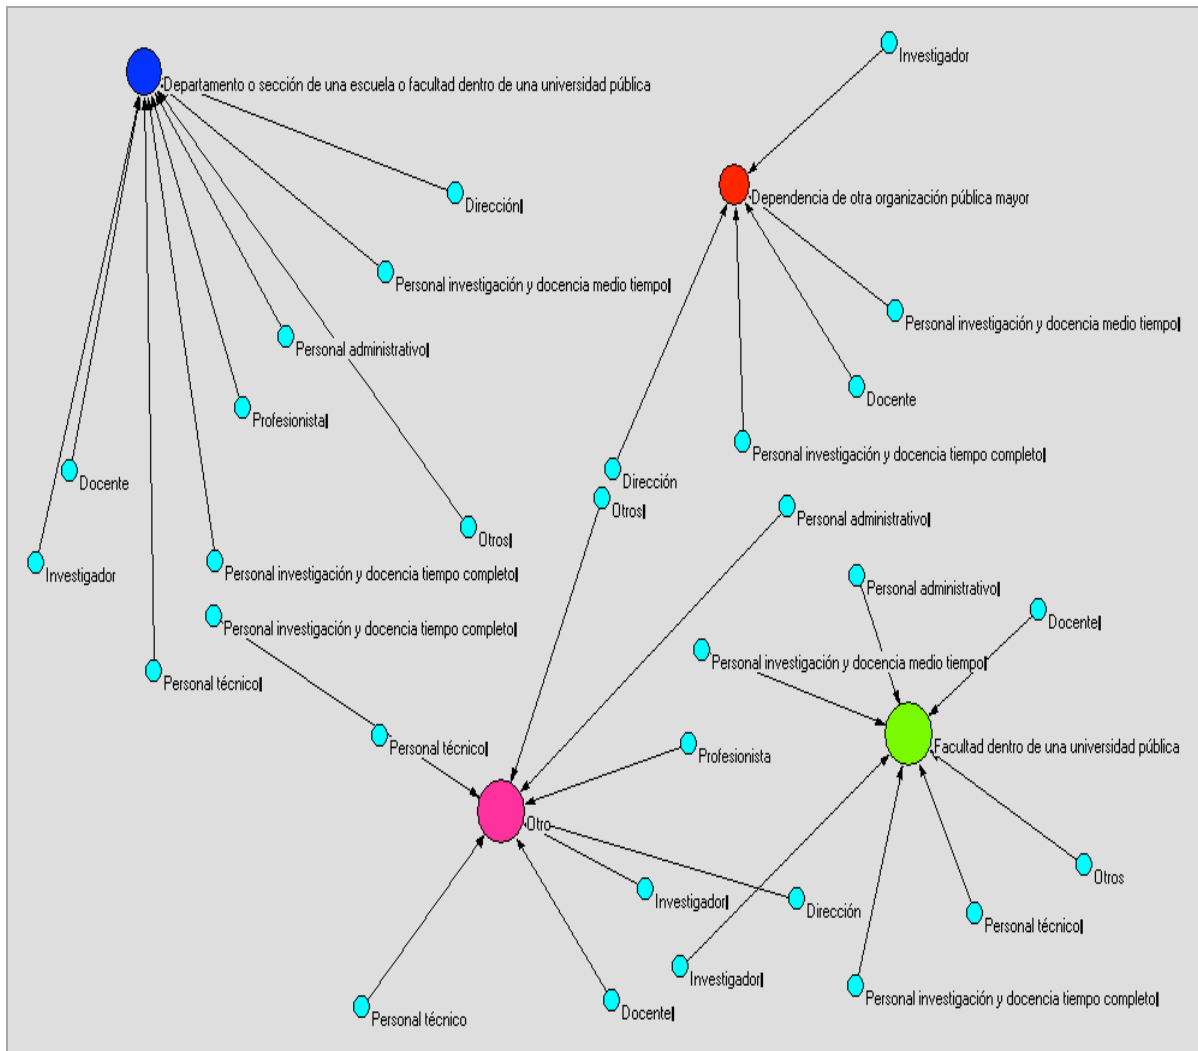 Investigador
Departamento o sección de una escuela o facultad dentro de una universidad pública
Dirección
Dependencia de otra organización pública mayor
Personal investigación y docencia medio tiempo
Personal investigación y docencia medio tiempo
Personal administrativo
Docente
Profesionista
Personal investigación y docencia tiempo completo
Docente
Dirección
Otros
Personal administrativo
Otros
Investigador
Personal investigación y docencia tiempo completo
Personal administrativo
Docente
Personal investigación y docencia tiempo completo
Personal investigación y docencia medio tiempo
Personal técnico
Personal técnico
Profesionista
Facultad dentro de una universidad pública
Otro
Otros
Investigador
Dirección
Personal técnico
Investigador
Personal investigación y docencia tiempo completo
Docente
Personal técnico